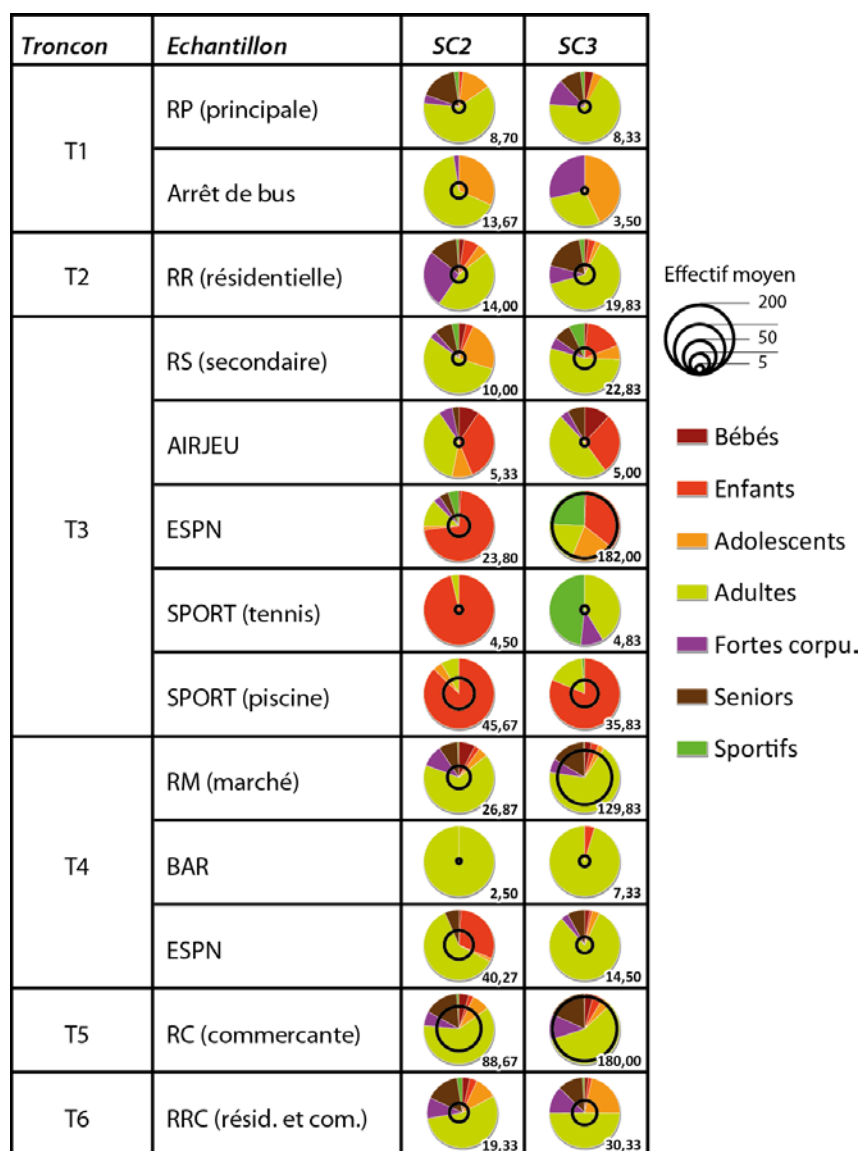 Troncon Echantillon SC2 SC3
T1
RP (principale)
8,70 8,33
Arrêt de bus
13,67 3,50
T2
RR (résidentielle)
14,00 19,83
T3
RS (secondaire)
10,00 22,83
AIRJEU
5,33 5,00
ESPN
23,80 182,00
SPORT (tennis)
4,50 4,83
SPORT (piscine)
45,67 35,83
T4
RM (marché)
26,87 129,83
BAR
2,50 7,33
ESPN
40,27 14,50
T5
RC (commercante)
88,67 180,00
T6
RRC (résid. et com.)
19,33 30,33
Effectif moyen
200
50
5
Bébés
Enfants
Adolescents
Adultes
Fortes corpu.
Seniors
Sportifs